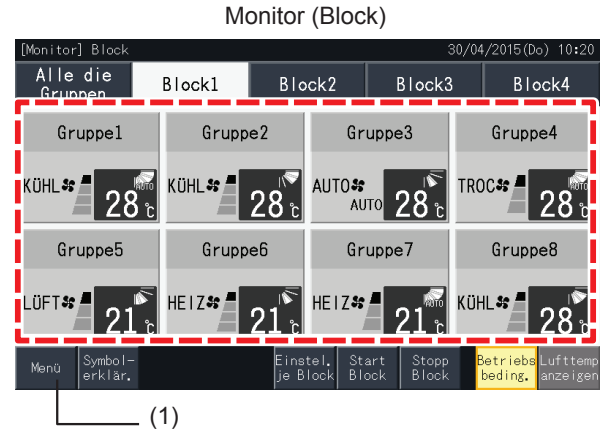 Monitor (Block)
[Monitor] Block 30/04/2015(Do) 10:20
Alle die
Gruppen
Block1 Block2 Block3 Block4
Gruppe1 Gruppe2 Gruppe3 Gruppe4
KÜHL AUTO 28 ℃ KÜHL 28 ℃ AUTO AUTO 28 ℃ TROC AUTO 28 ℃
Gruppe5 Gruppe6 Gruppe7 Gruppe8
LÜFT 21 ℃ HEIZ 21 ℃ HEIZ AUTO 21 ℃ KÜHL 28 ℃
Menü
Symbol-
erklär.
Einstel.
je Block
Start
Block
Stopp
Block
Betriebs
beding.
Lufttemp
anzeigen
(1)